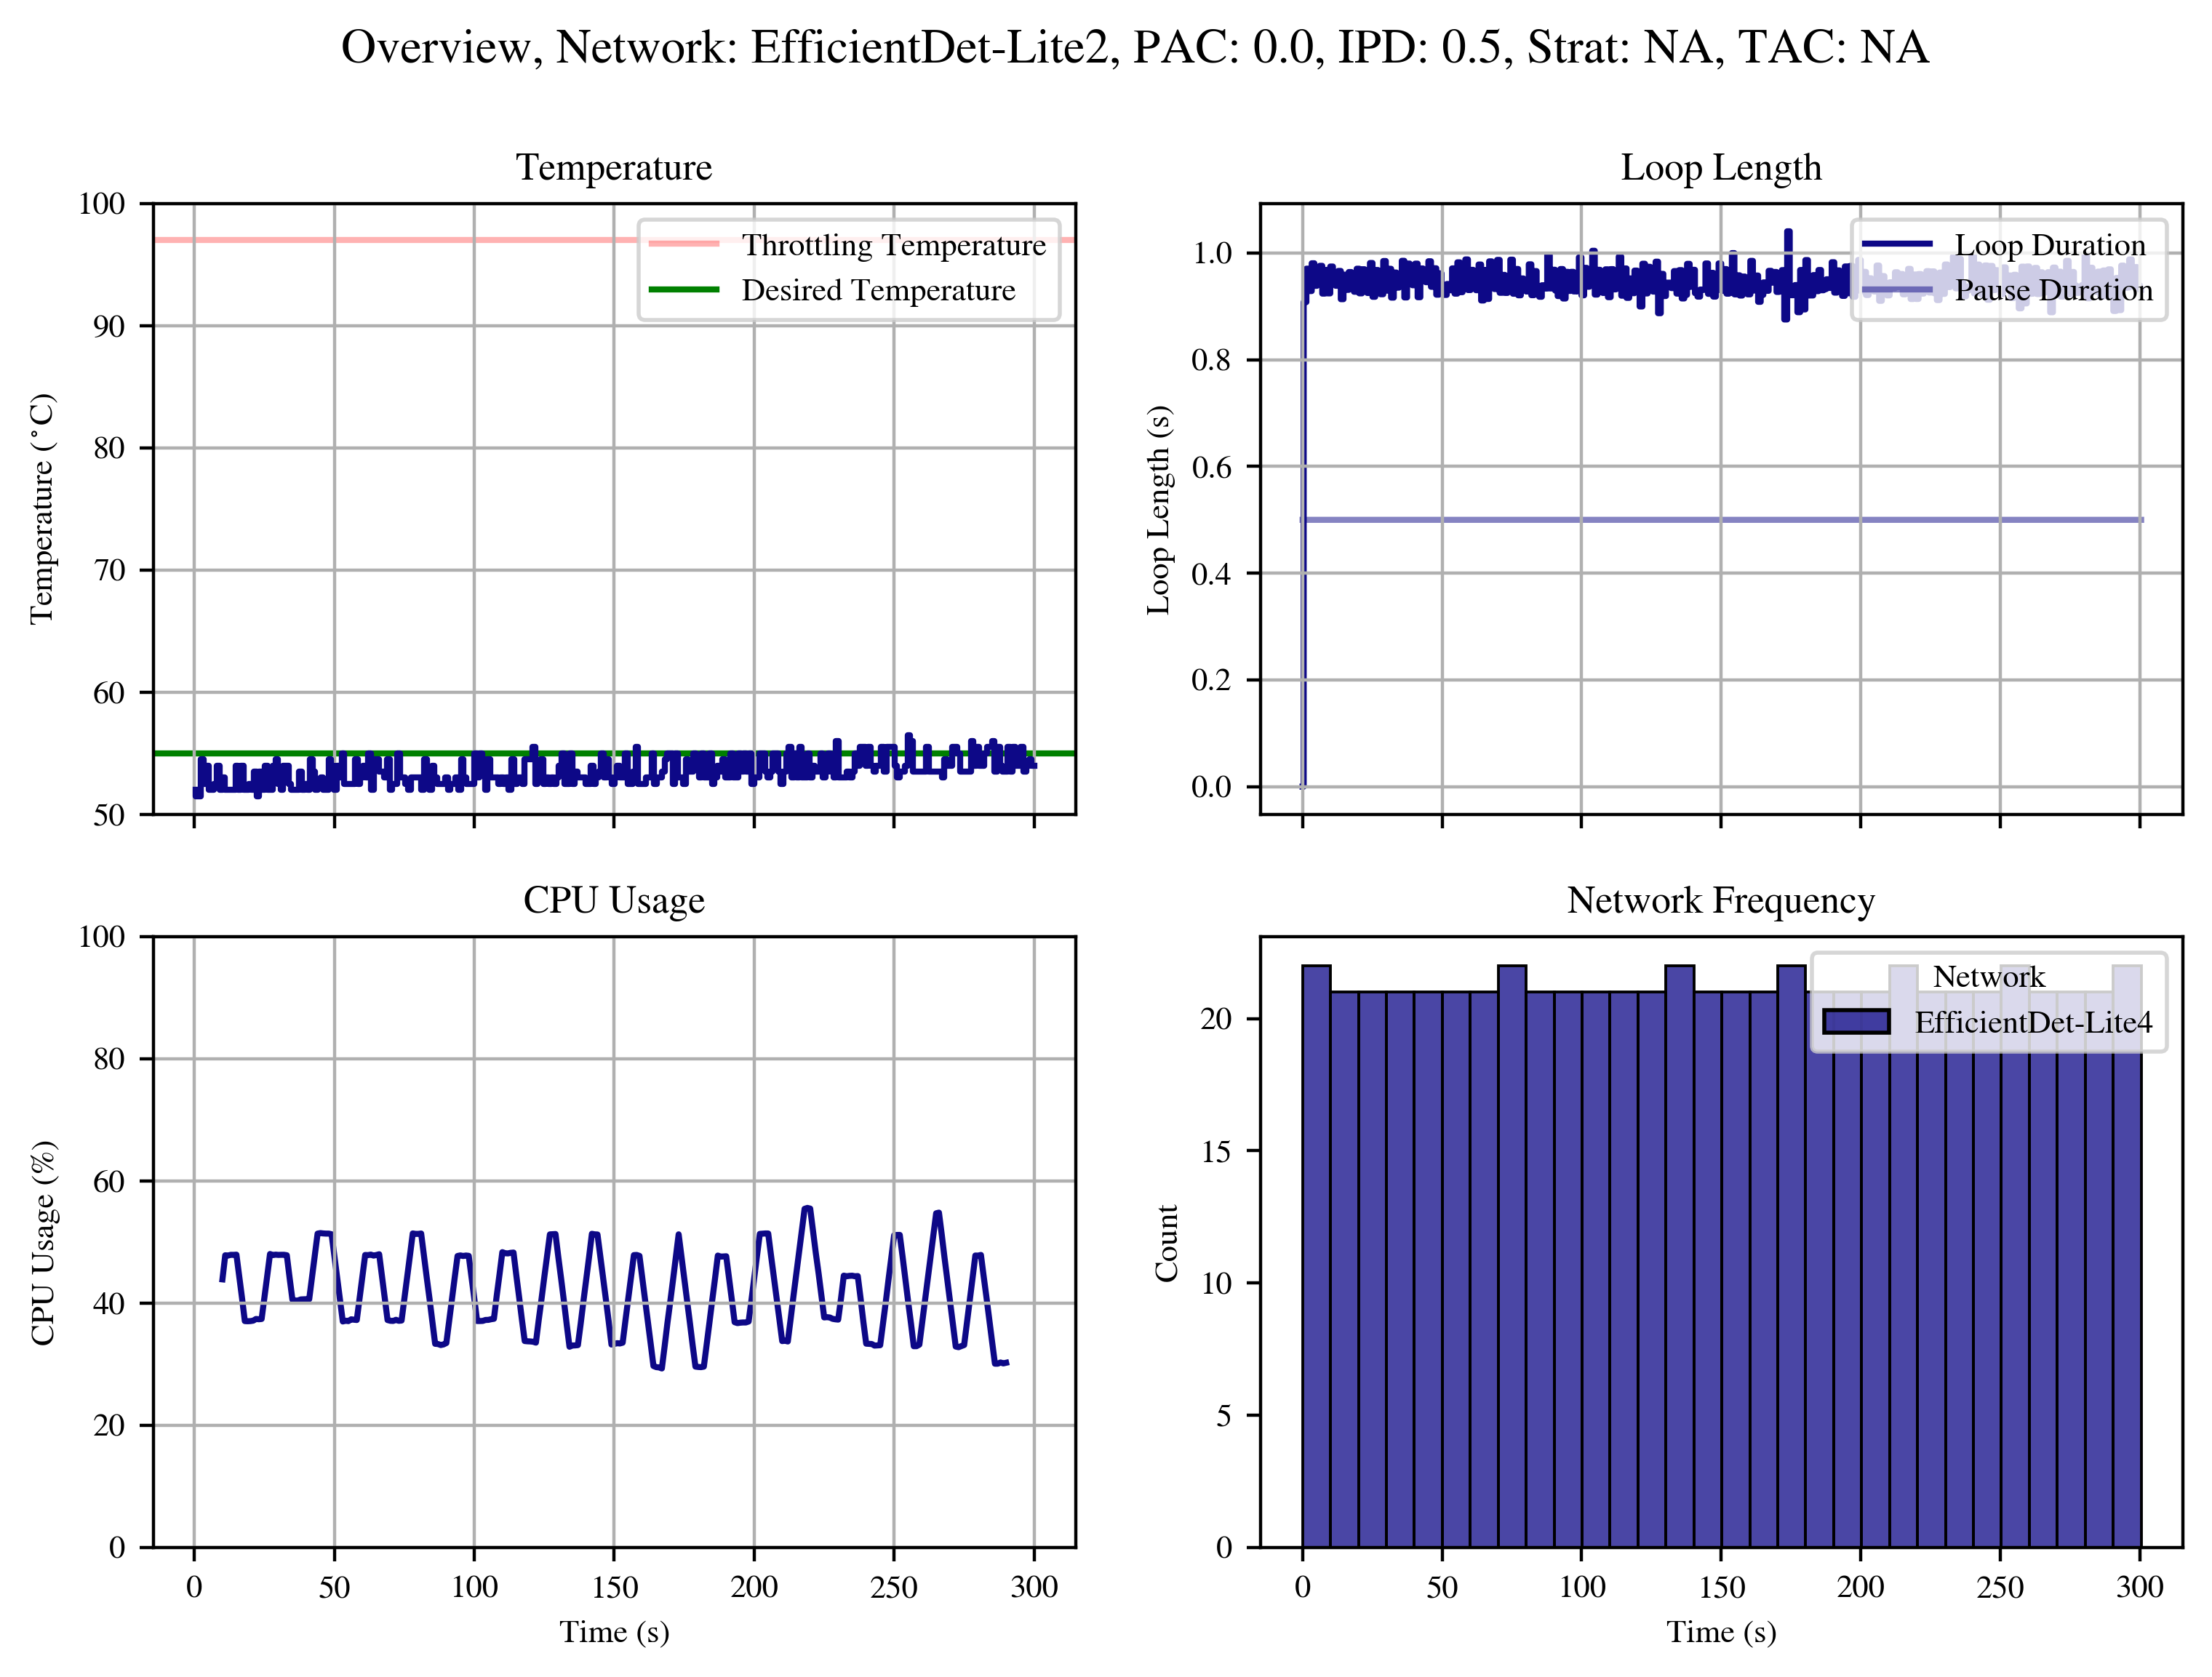 Overview, Network: EfficientDet-Lite2, PAC: 0.0, IPD: 0.5, Strat: NA, TAC: NA
Temperature
100
90
80
70
60
50
Temperature (°C)
Throttling Temperature
Desired Temperature
Loop Length
1.0
0.8
0.6
0.4
0.2
0.0
Loop Length (s)
Loop Duration
Pause Duration
CPU Usage
100
80
60
40
20
0
CPU Usage (%)
0 50 100 150 200 250 300
Time (s)
Network Frequency
20
15
10
5
0
Count
Network
EfficientDet-Lite4
0 50 100 150 200 250 300
Time (s)